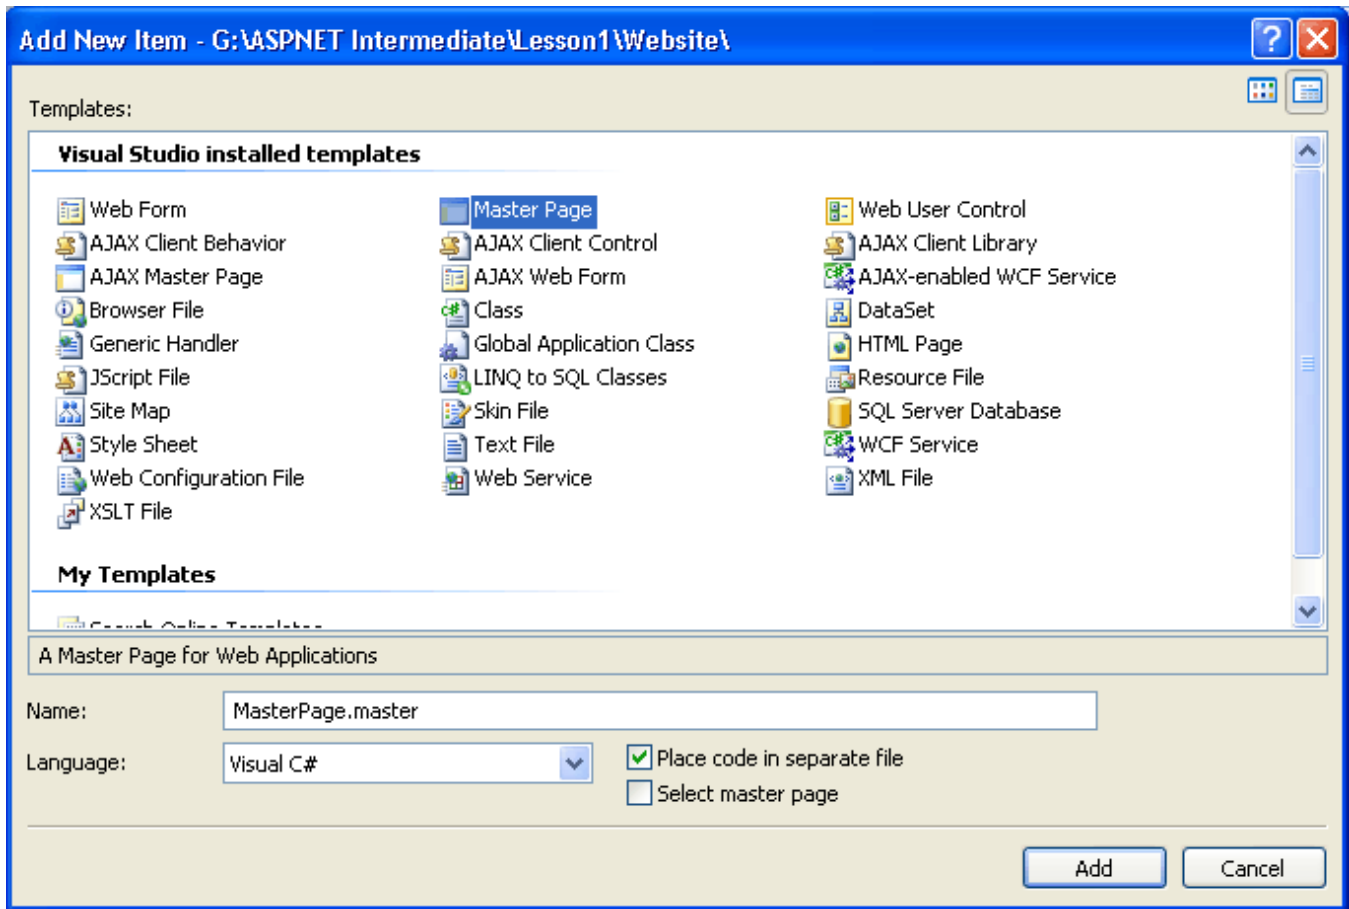 Add New Item - G:\ASPNET Intermediate\Lesson1\Website\
Templates:
Visual Studio installed templates
Web Form Master Page Web User Control
AJAX Client Behavior AJAX Client Control AJAX Client Library
AJAX Master Page AJAX Web Form AJAX-enabled WCF Service
Browser File Class DataSet
Generic Handler Global Application Class HTML Page
JScript File LINQ to SQL Classes Resource File
Site Map Skin File SQL Server Database
Style Sheet Text File WCF Service
Web Configuration File Web Service XML File
XSLT File
My Templates
Search Online Templates
A Master Page for Web Applications
Name: MasterPage.master
Language: Visual C# Place code in separate file
Select master page
Add Cancel